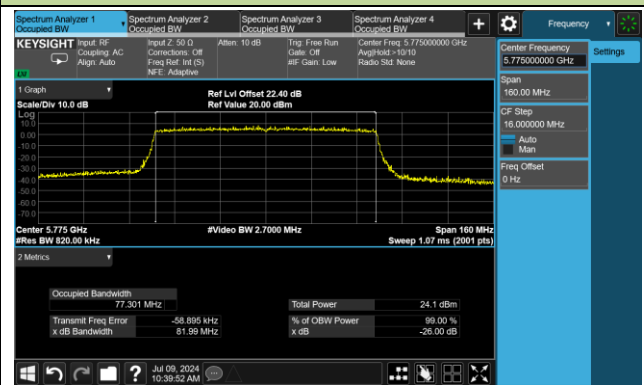 Spectrum Analyzer 1
Occupied BW
Spectrum Analyzer 2
Occupied BW
Spectrum Analyzer 3
Occupied BW
Spectrum Analyzer 4
Occupied BW
Frequency
KEYSIGHT
Input: RF
Coupling: AC
Align: Auto
Input Z: 50 Ω
Corrections: Off
Freq Ref: Int (S)
NFE: Adaptive
Atten: 10 dB
Trig: Free Run
Gate: Off
#IF Gain: Low
Center Freq: 5.775000000 GHz
Avg|Hold:>10/10
Radio Std: None
Center Frequency
5.775000000 GHz
Settings
Span
160.00 MHz
CF Step
16.000000 MHz
Auto
Man
Freq Offset
0 Hz
1 Graph
Scale/Div 10.0 dB
Ref Lvl Offset 22.40 dB
Ref Value 20.00 dBm
Log
10.0
0.00
-10.0
-20.0
-30.0
-40.0
-50.0
-60.0
-70.0
Center 5.775 GHz
#Res BW 820.00 kHz
#Video BW 2.7000 MHz
Span 160 MHz
Sweep 1.07 ms (2001 pts)
2 Metrics
Occupied Bandwidth
77.301 MHz
Total Power 24.1 dBm
Transmit Freq Error -58.895 kHz
% of OBW Power 99.00 %
x dB Bandwidth 81.99 MHz
x dB -26.00 dB
?
Jul 09, 2024
10:39:52 AM